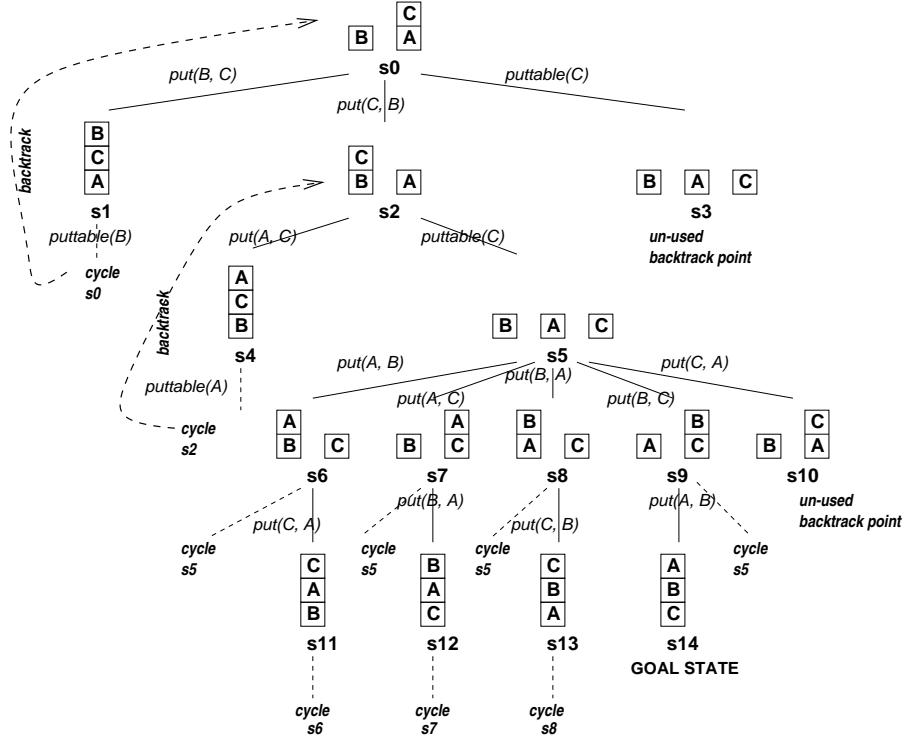 C
B A
s0
put(B, C) put(C, B) puttable(C)
backtrack
B
C
A
s1
puttable(B)
cycle
s0
C
B A
s2
B A C
s3
un-used
backtrack point
put(A, C) puttable(C)
backtrack
A
C
B
s4
puttable(A)
cycle
s2
B A C
s5
put(A, B) put(A, C) put(B, A) put(B, C) put(C, A)
A
B C
s6
A
B C
s7
B
A C
s8
B
A C
s9
C
B A
s10
un-used
backtrack point
cycle
s5
put(C, A)
cycle
s5
put(B, A)
cycle
s5
put(C, B)
put(A, B)
cycle
s5
C
A
B
s11
B
A
C
s12
C
B
A
s13
A
B
C
s14
GOAL STATE
cycle
s6
cycle
s7
cycle
s8